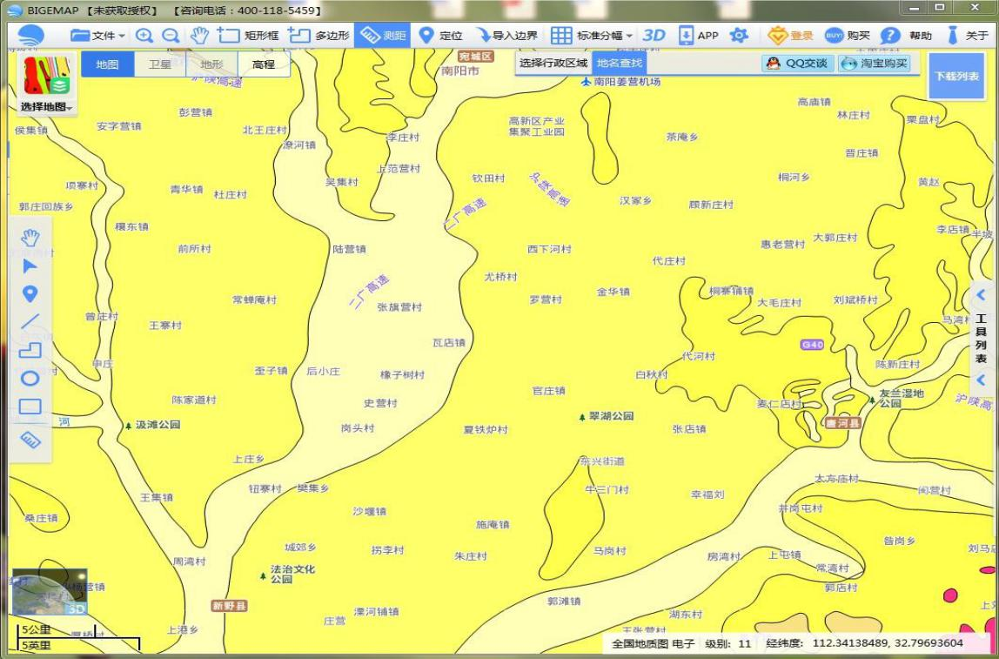 BIGEMAP 【未获取授权】 【咨询电话：400-118-5459】
文件 矩形框 多边形 测距 定位 导入边界 标准分幅 3D APP 登录 BUY! 购买 帮助 关于
地图 卫星 地形 高程
选择行政区域 地名查找
QQ交谈 淘宝购买
下载列表
选择地图
宛城区
南阳市
沪陕高速
南阳姜营机场
高庙镇
彭营镇
林庄村
栗盘村
安字营镇
侯集镇
北王庄村
高新区产业
集聚工业园
李庄村
茶庵乡
潦河镇
晋庄镇
上范营村
项寨村
青华镇
杜庄村
吴集村
钦田村
沪陕高速
桐河乡
黄赵
郭庄回族乡
汉冢乡
顾新庄村
二广高速
穰东镇
李店镇
半坡
前所村
陆营镇
西下河村
惠老营村
大郭庄村
代庄村
尤桥村
二广高速
金华镇
桐寨铺镇
常蝉庵村
张旗营村
罗营村
大毛庄村
刘斌桥村
曾庄村
王寨村
马湾村
工具列表
瓦店镇
G40
代河村
申庄
歪子镇
后小庄
橡子树村
白秋村
陈新庄村
官庄镇
陈家道村
史营村
麦仁店村
友兰湿地
公园
沪陕高
河
汲滩公园
岗头村
夏铁炉村
翠湖公园
张店镇
唐河县
上庄乡
东兴街道
太方庄村
钮寨村
樊集乡
牛三门村
幸福刘
闵营村
王集镇
沙堰镇
井岗屯村
桑庄镇
施庵镇
昝岗乡
城郊乡
拐李村
朱庄村
马岗村
房湾村
上屯镇
刘马店
周湾村
法治文化
公园
常湾村
郭店村
3D
新野县
郭滩镇
溧河铺镇
庄营
湖东村
上港乡
王张营村
5公里
5英里
全国地质图 电子 级别: 11 经纬度: 112.34138489, 32.79693604